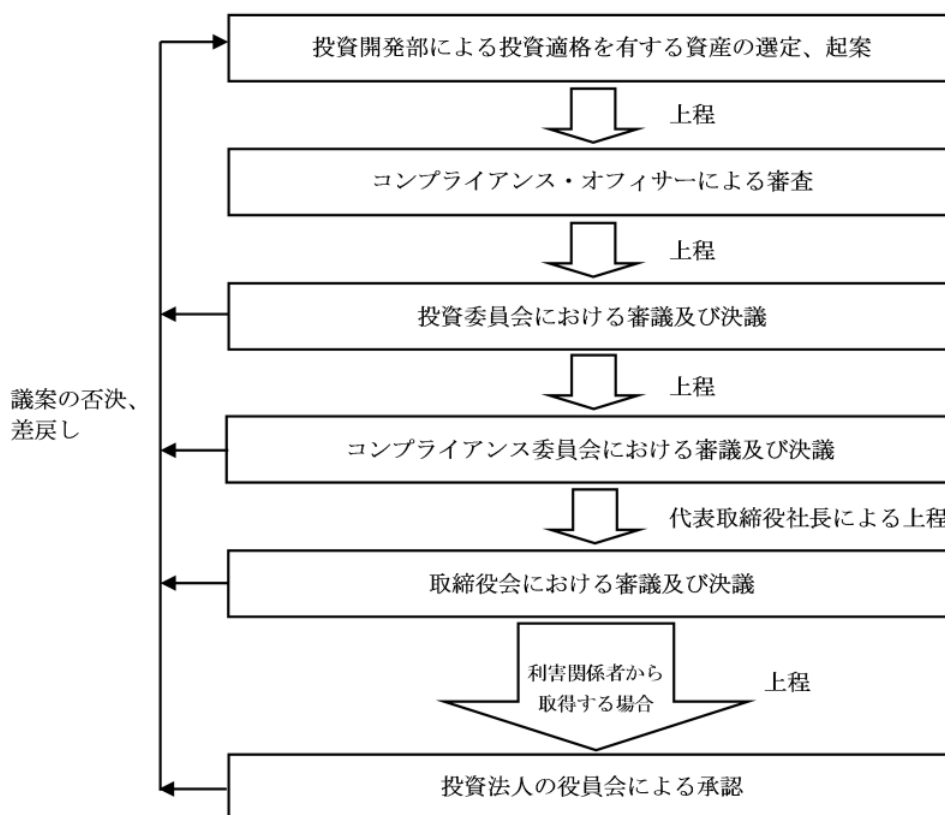 投資開発部による投資適格を有する資産の選定、起案
上程
コンプライアンス・オフィサーによる審査
上程
投資委員会における審議及び決議
上程
議案の否決、
差戻し
コンプライアンス委員会における審議及び決議
代表取締役社長による上程
取締役会における審議及び決議
利害関係者から
取得する場合
上程
投資法人の役員会による承認